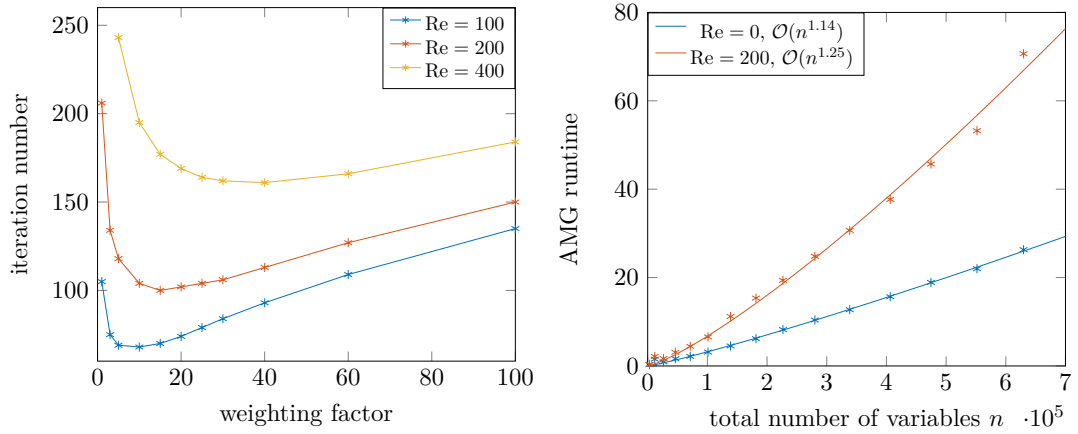 250
200
150
100
0
20
40
60
80
100
iteration number
weighting factor
Re = 100
Re = 200
Re = 400
80
60
40
20
0
0
1
2
3
4
5
6
7
AMG runtime
total number of variables n ·10^5
Re = 0, O(n^1.14)
Re = 200, O(n^1.25)